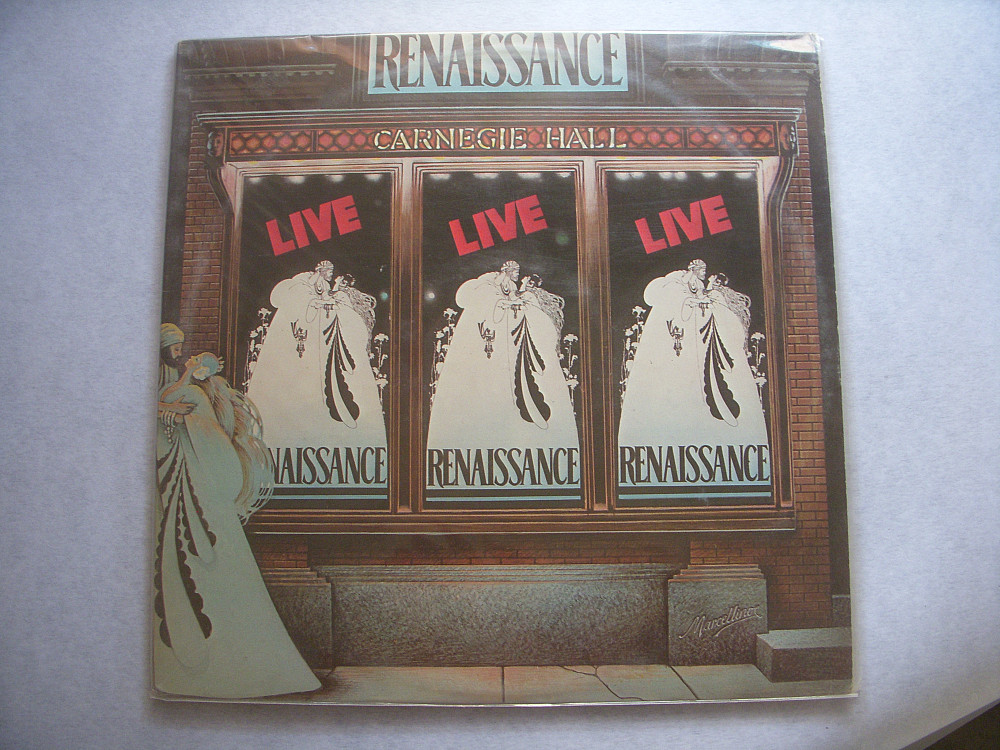 RENAISSANCE
CARNEGIE HALL
LIVE
LIVE
LIVE
NAISSANCE
RENAISSANCE
RENAISSANCE
Marcellino